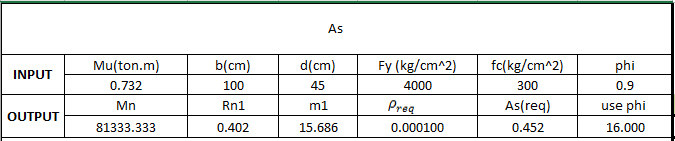 As
INPUT
Mu(ton.m) b(cm) d(cm) Fy (kg/cm^2) fc(kg/cm^2) phi
0.732 100 45 4000 300 0.9
OUTPUT
Mn Rn1 m1 ρreq As(req) use phi
81333.333 0.402 15.686 0.000100 0.452 16.000